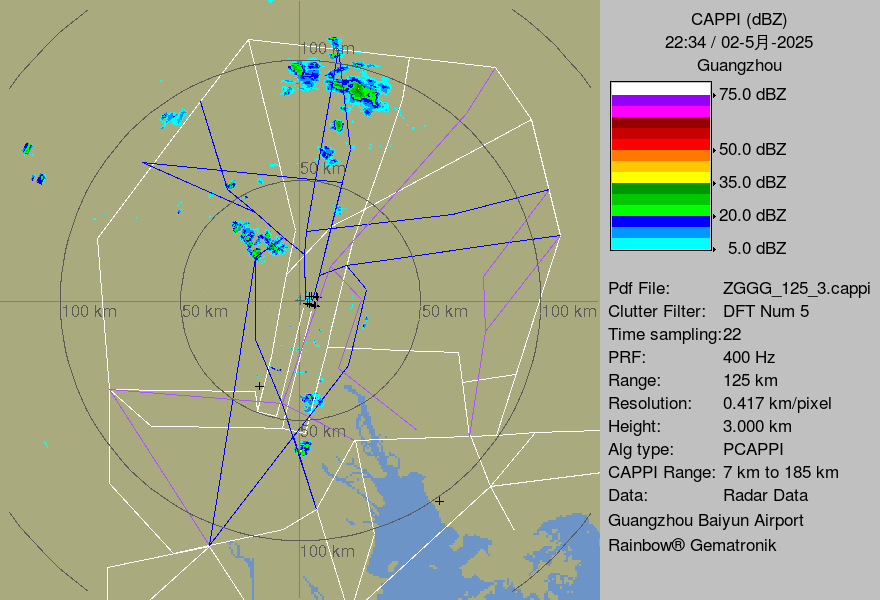 CAPPI (dBZ)
22:34 / 02-5月-2025
Guangzhou
75.0 dBZ
50.0 dBZ
35.0 dBZ
20.0 dBZ
5.0 dBZ
Pdf File: ZGGG_125_3.cappi
Clutter Filter: DFT Num 5
Time sampling:22
PRF: 400 Hz
Range: 125 km
Resolution: 0.417 km/pixel
Height: 3.000 km
Alg type: PCAPPI
CAPPI Range: 7 km to 185 km
Data: Radar Data
Guangzhou Baiyun Airport
Rainbow® Gematronik
100 km
50 km
100 km
50 km
50 km
100 km
50 km
100 km